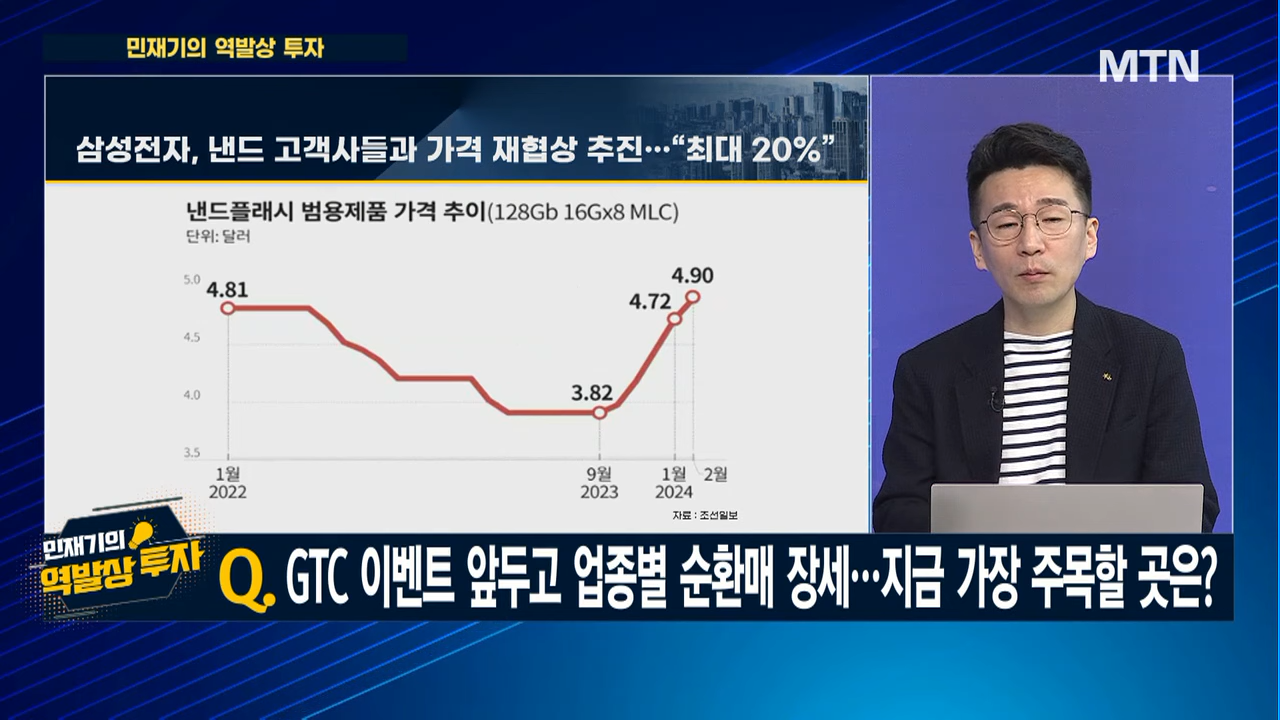 민재기의 역발상 투자
MTN
삼성전자, 낸드 고객사들과 가격 재협상 추진…“최대 20%”
낸드플래시 범용제품 가격 추이(128Gb 16Gx8 MLC)
단위: 달러
5.0
4.5
4.0
3.5
4.81
3.82
4.72
4.90
1월
2022
9월
2023
1월
2024
2월
자료 : 조선일보
민재기의
역발상 투자
Q. GTC 이벤트 앞두고 업종별 순환매 장세…지금 가장 주목할 곳은?